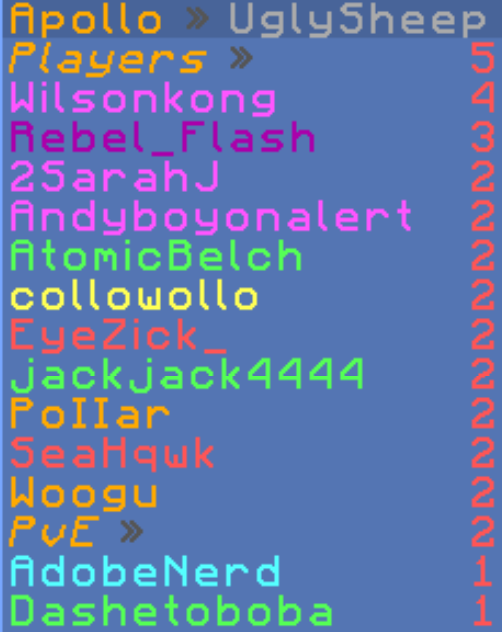 Apollo » UglySheep
Players » 5
Wilsonkong 4
Rebel_Flash 3
2SarahJ 2
Andyboyonalert 2
AtomicBelch 2
collowollo 2
EyeZick_ 2
jackjack4444 2
PoIIar 2
SeaHqwk 2
Woogu 2
PvE » 2
AdobeNerd 1
Dashetoboba 1